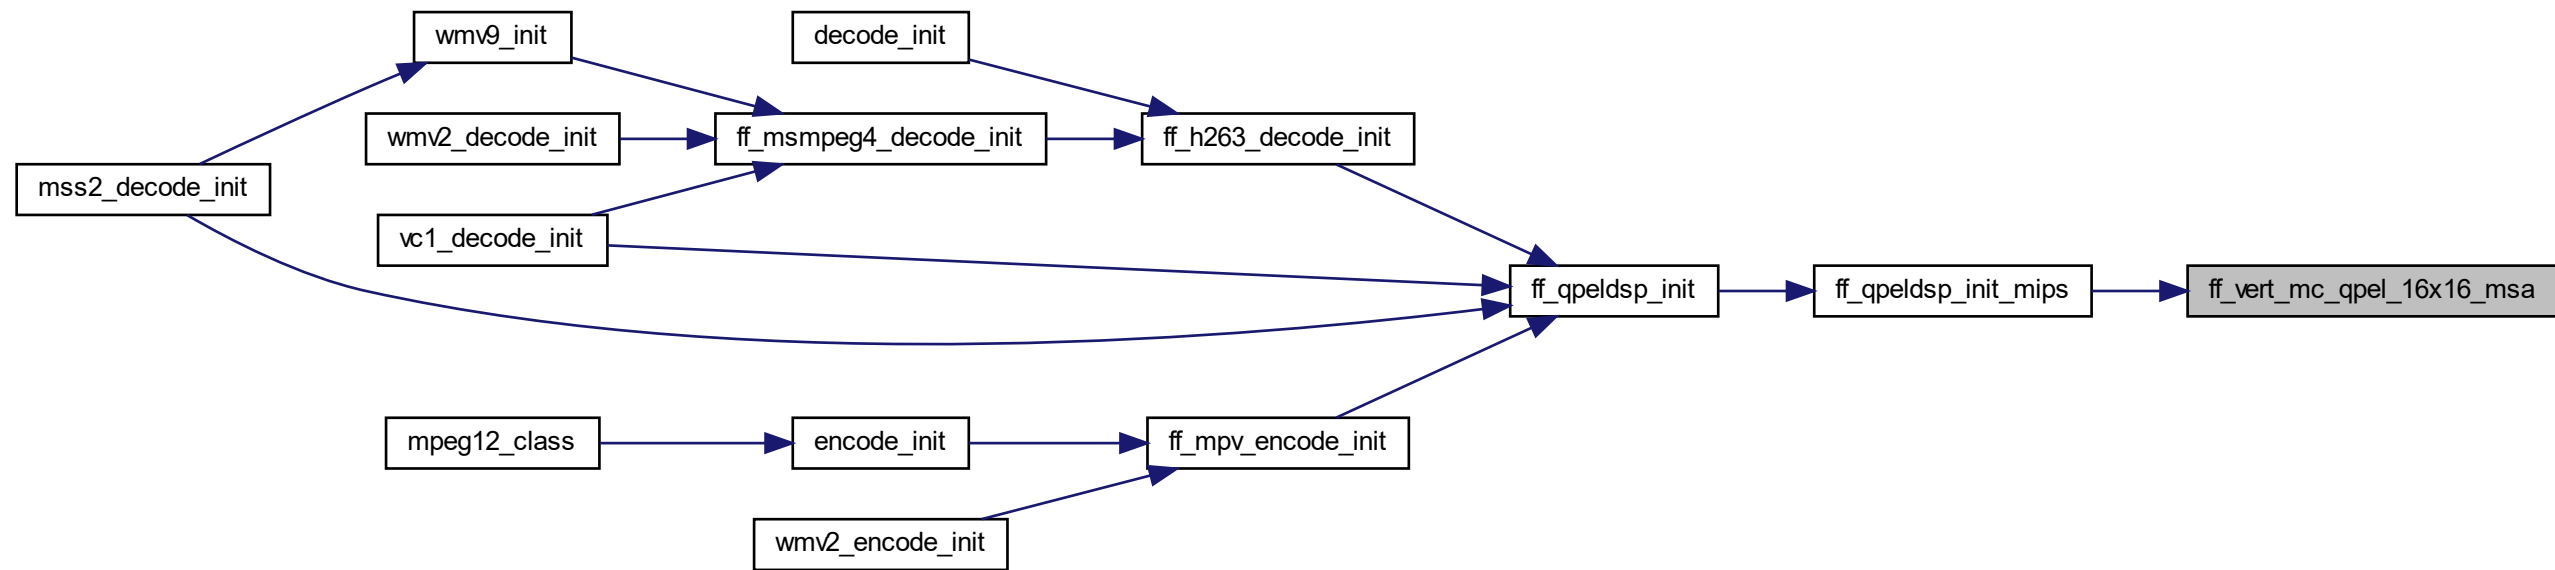 wmv9_init
decode_init
wmv2_decode_init
ff_msmpeg4_decode_init
ff_h263_decode_init
mss2_decode_init
vc1_decode_init
ff_qpeldsp_init
ff_qpeldsp_init_mips
ff_vert_mc_qpel_16x16_msa
mpeg12_class
encode_init
ff_mpv_encode_init
wmv2_encode_init